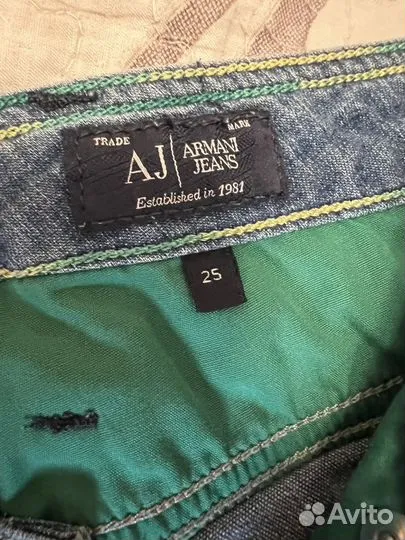 TRADE MARK
AJ ARMANI JEANS
Established in 1981
25
Avito